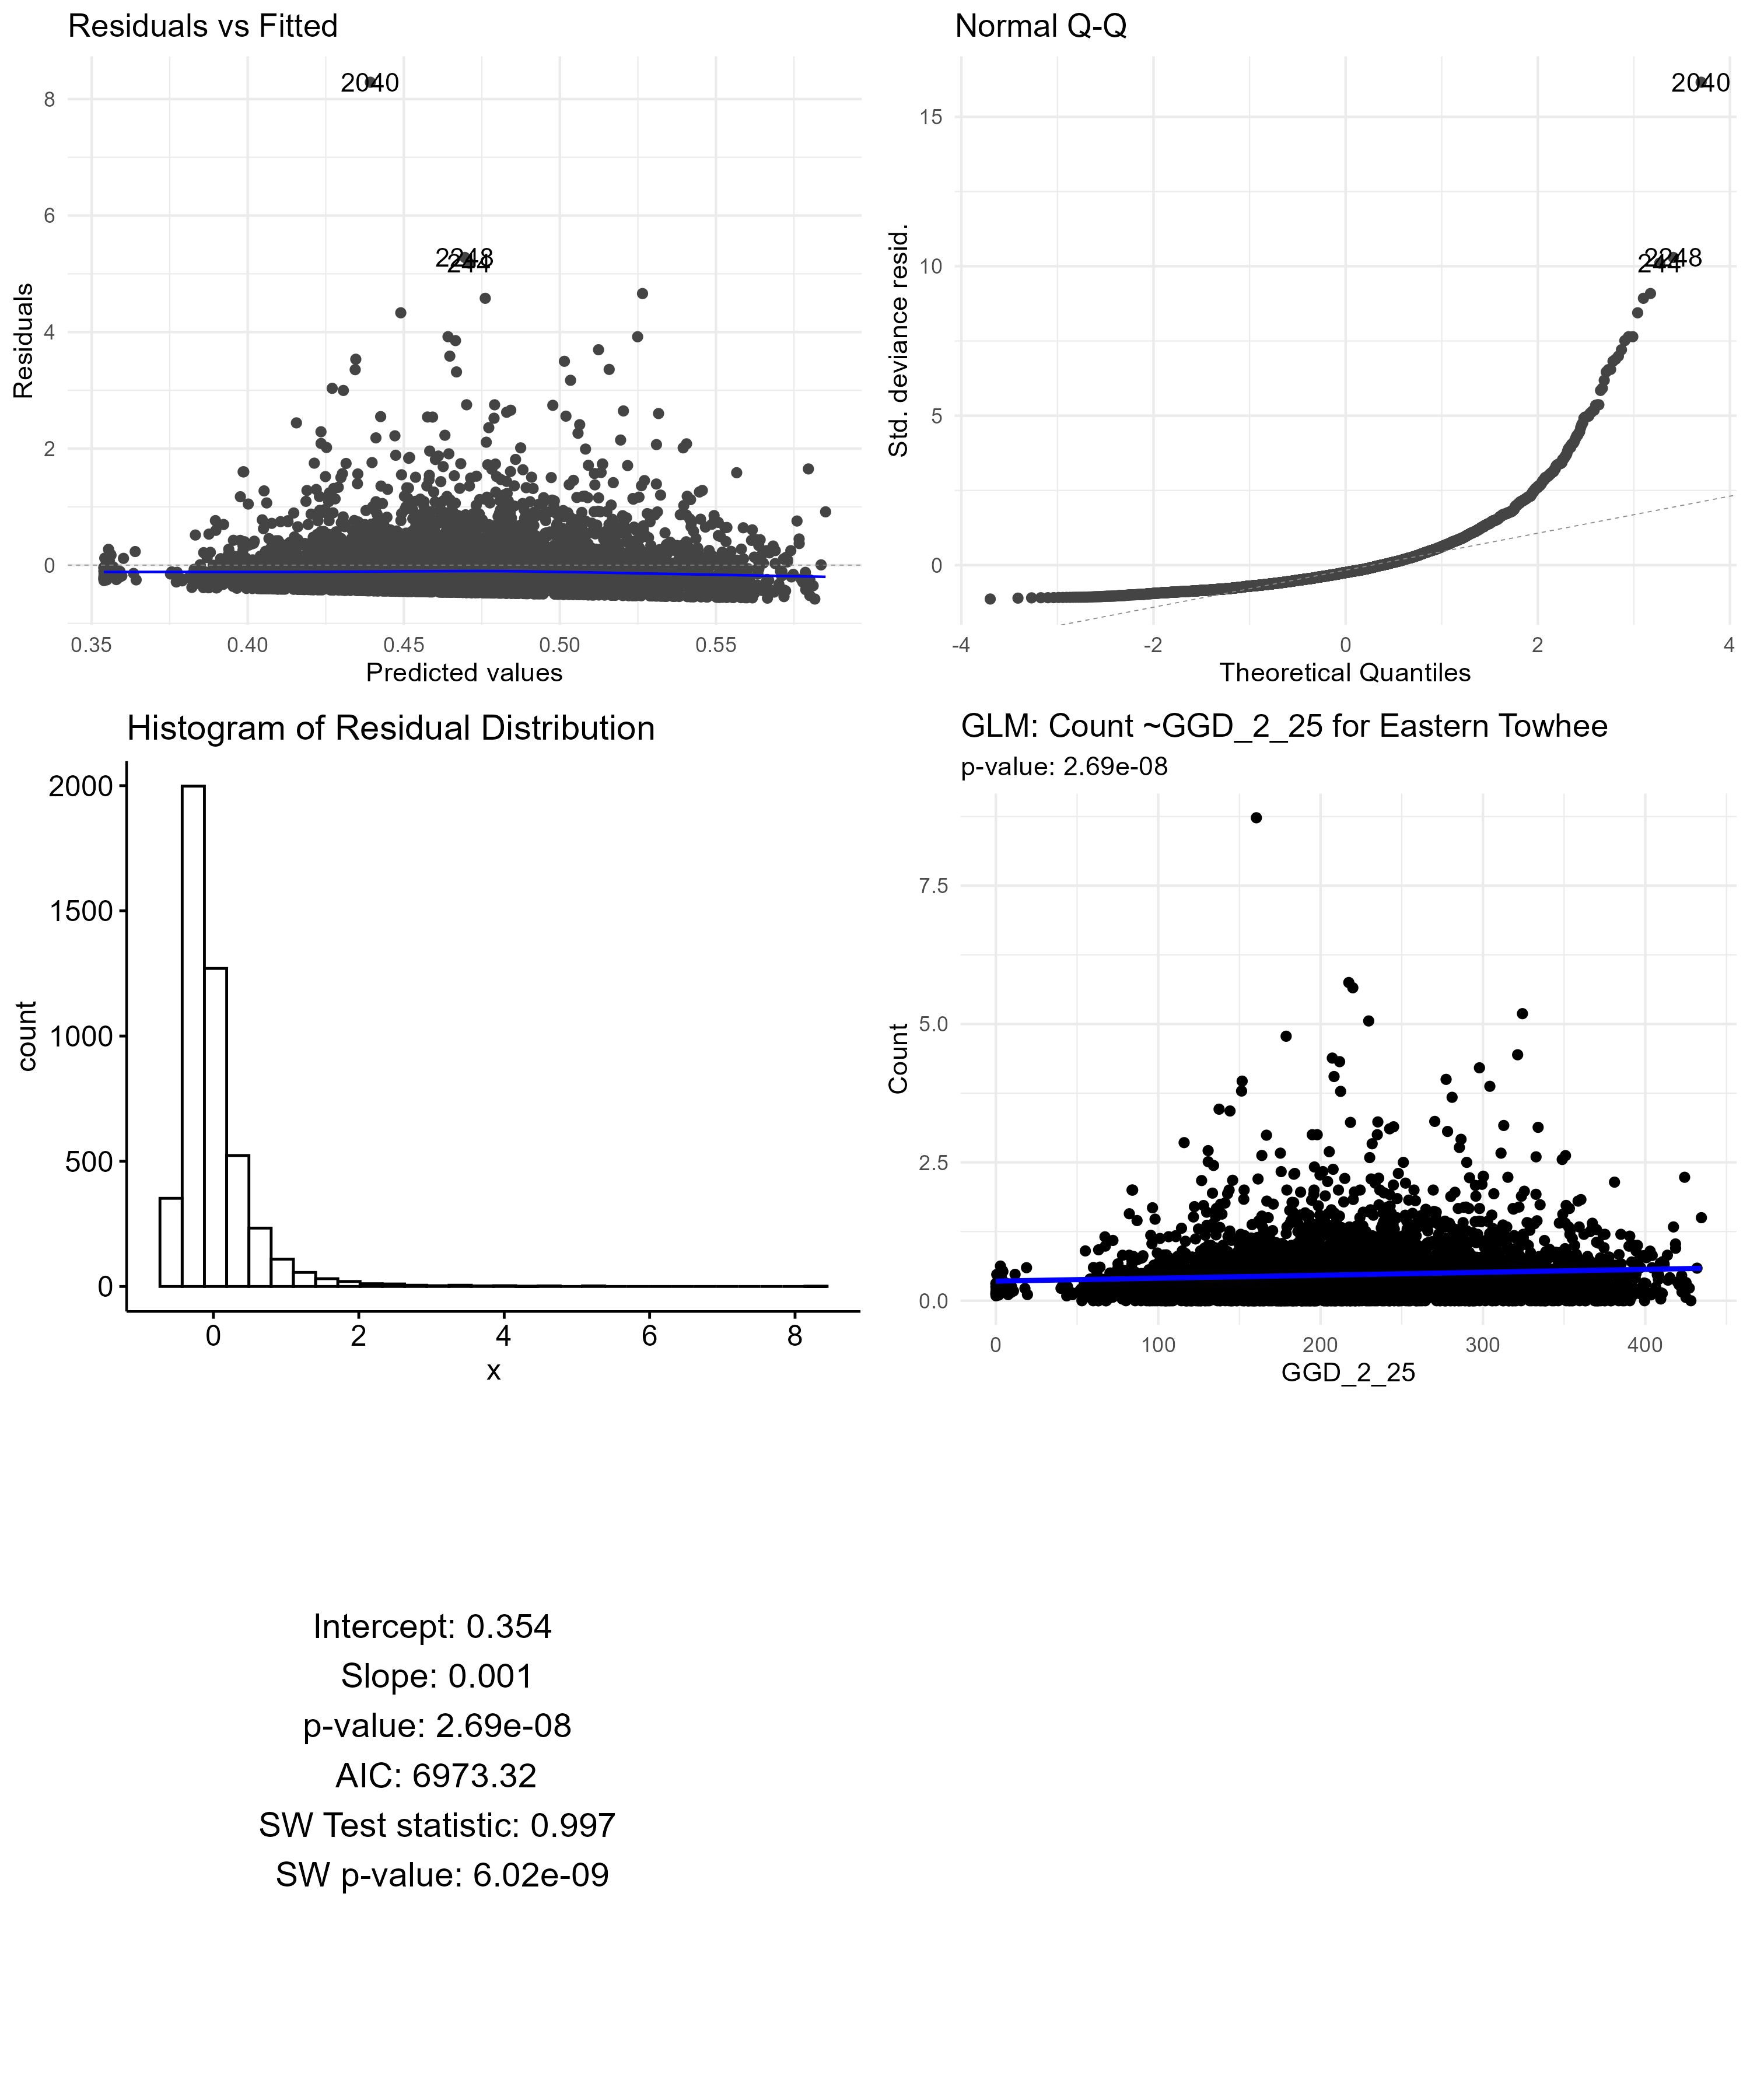 Residuals vs Fitted
2040
2248
244
8
6
4
2
0
Residuals
0.35 0.40 0.45 0.50 0.55
Predicted values
Normal Q-Q
2040
2248
244
15
10
5
0
Std. deviance resid.
-4 -2 0 2 4
Theoretical Quantiles
Histogram of Residual Distribution
2000
1500
1000
500
0
count
0 2 4 6 8
x
GLM: Count ~GGD_2_25 for Eastern Towhee
p-value: 2.69e-08
7.5
5.0
2.5
0.0
Count
0 100 200 300 400
GGD_2_25
Intercept: 0.354
Slope: 0.001
p-value: 2.69e-08
AIC: 6973.32
SW Test statistic: 0.997
SW p-value: 6.02e-09